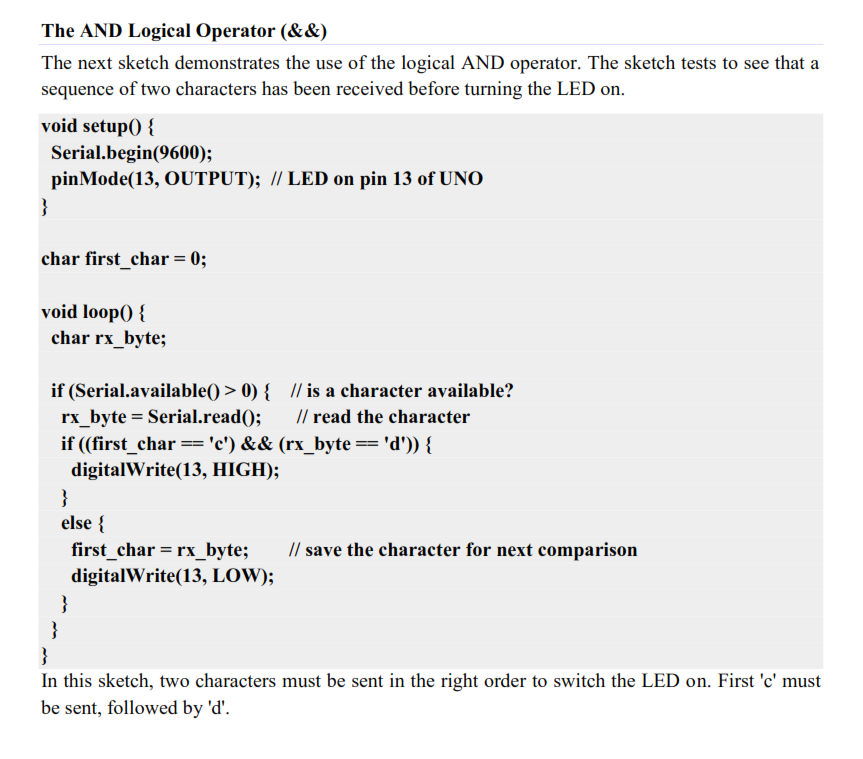 The AND Logical Operator (&&)
The next sketch demonstrates the use of the logical AND operator. The sketch tests to see that a
sequence of two characters has been received before turning the LED on.
void setup() {
Serial.begin(9600);
pinMode(13, OUTPUT); // LED on pin 13 of UNO
}
char first_char = 0;
void loop() {
char rx_byte;
if (Serial.available() > 0) { // is a character available?
rx_byte = Serial.read(); // read the character
if ((first_char == 'c') && (rx_byte == 'd')) {
digitalWrite(13, HIGH);
}
else {
first_char = rx_byte; // save the character for next comparison
digitalWrite(13, LOW);
}
}
}
In this sketch, two characters must be sent in the right order to switch the LED on. First 'c' must
be sent, followed by 'd'.